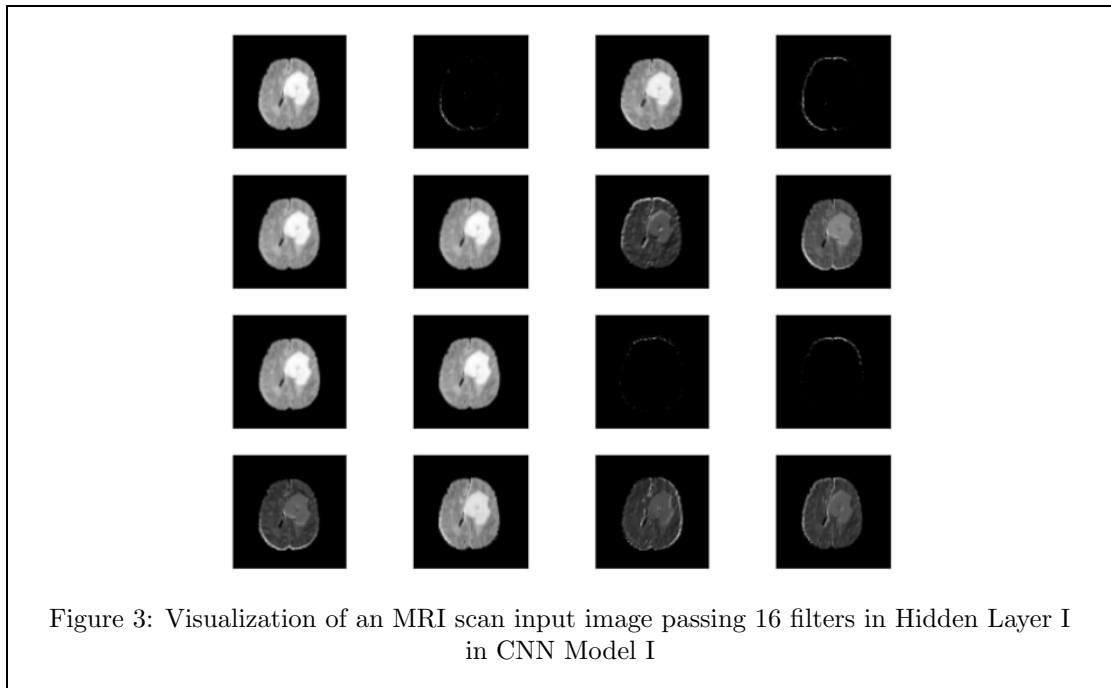 Figure 3: Visualization of an MRI scan input image passing 16 filters in Hidden Layer I
in CNN Model I